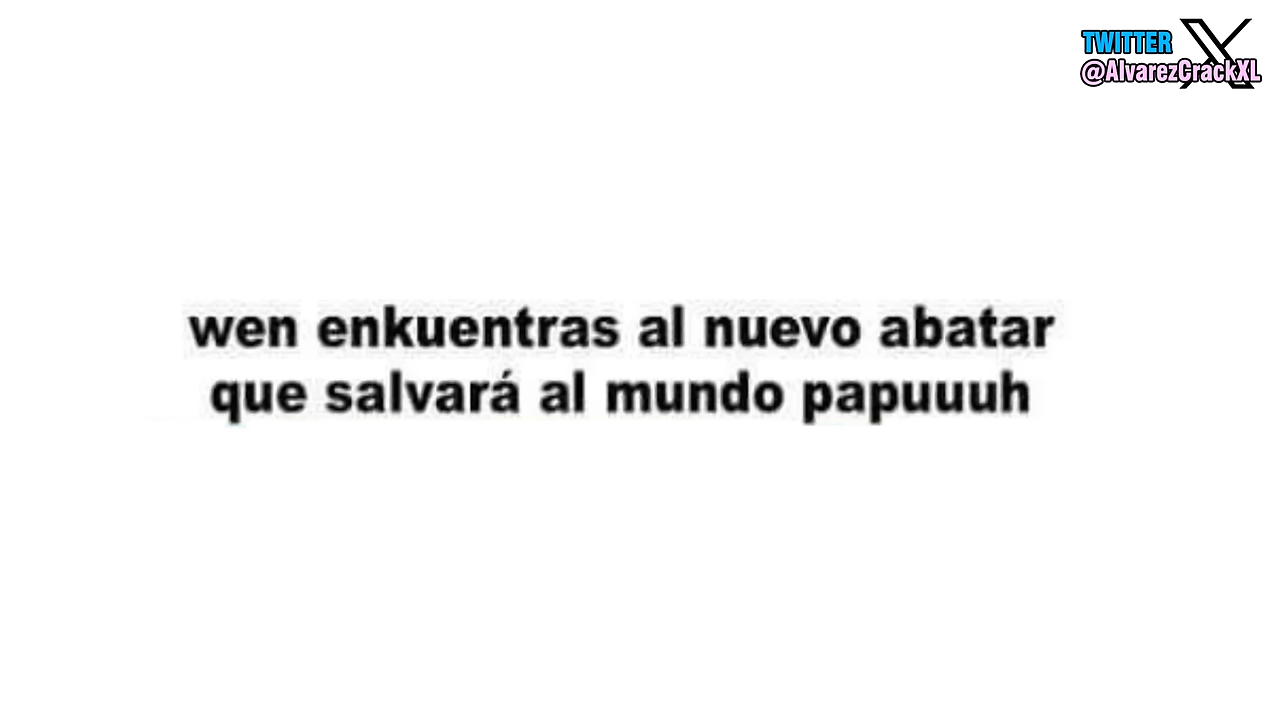 TWITTER
@AlvarezCrackXL
wen enkuentras al nuevo abatar
que salvará al mundo papuuuh